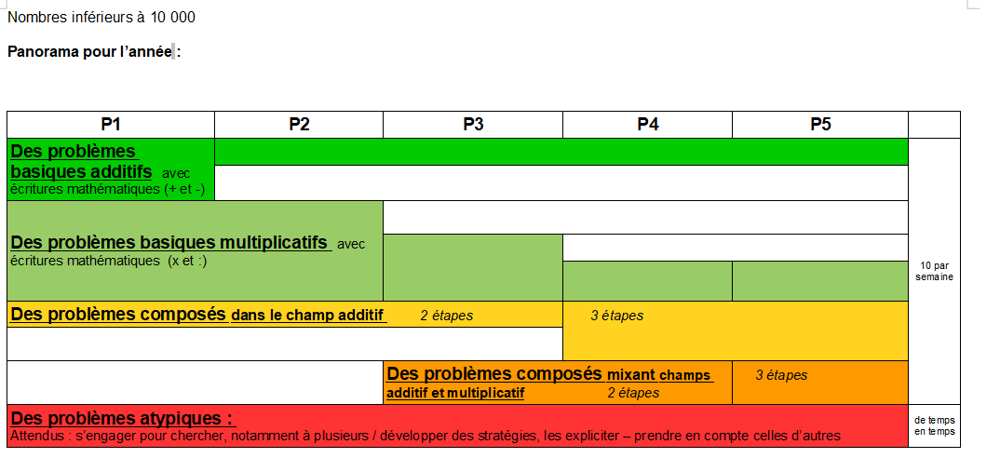 Nombres inférieurs à 10 000
Panorama pour l’année :
P1 P2 P3 P4 P5
Des problèmes
basiques additifs avec
écritures mathématiques (+ et -)
Des problèmes basiques multiplicatifs avec
écritures mathématiques (x et :)
10 par
semaine
Des problèmes composés dans le champ additif 2 étapes 3 étapes
Des problèmes composés mixant champs 3 étapes
additif et multiplicatif 2 étapes
Des problèmes atypiques :
Attendus : s’engager pour chercher, notamment à plusieurs / développer des stratégies, les expliciter – prendre en compte celles d’autres
de temps
en temps